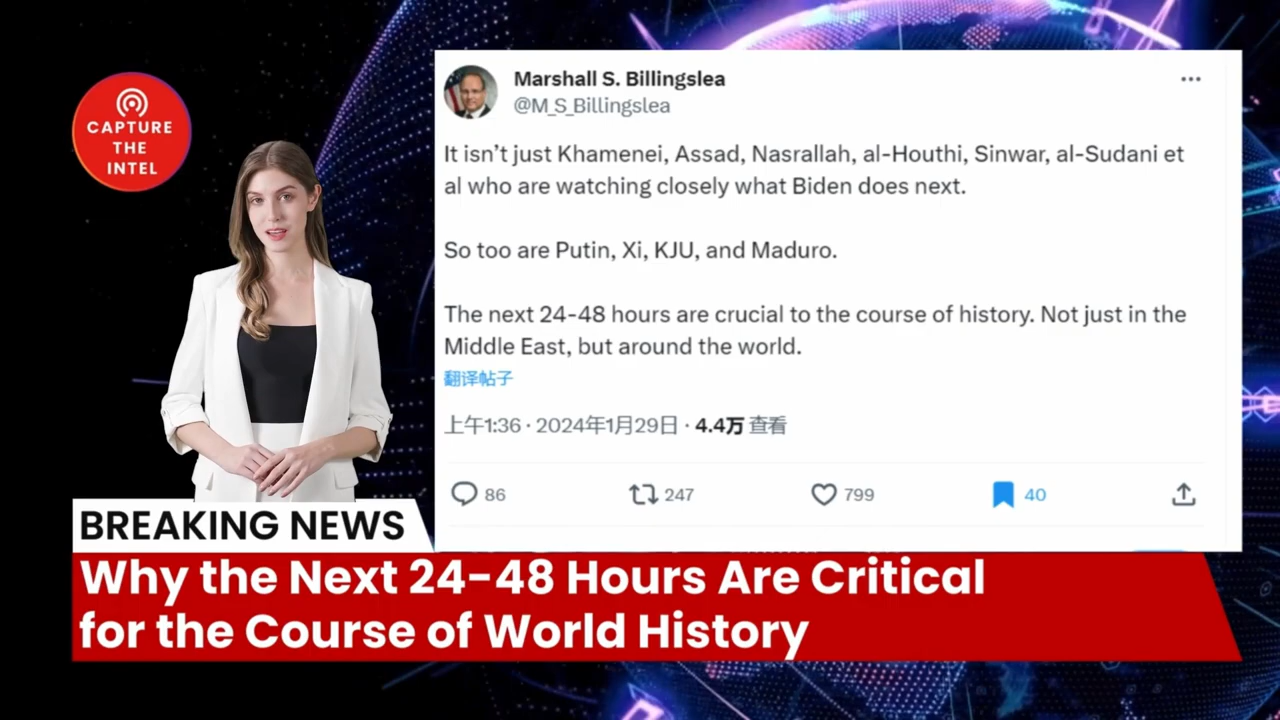 CAPTURE
THE
INTEL
Marshall S. Billingslea
@M_S_Billingslea
It isn't just Khamenei, Assad, Nasrallah, al-Houthi, Sinwar, al-Sudani et
al who are watching closely what Biden does next.
So too are Putin, Xi, KJU, and Maduro.
The next 24-48 hours are crucial to the course of history. Not just in the
Middle East, but around the world.
翻译帖子
上午1:36 · 2024年1月29日 · 4.4万 查看
86 247 799 40
BREAKING NEWS
Why the Next 24-48 Hours Are Critical
for the Course of World History